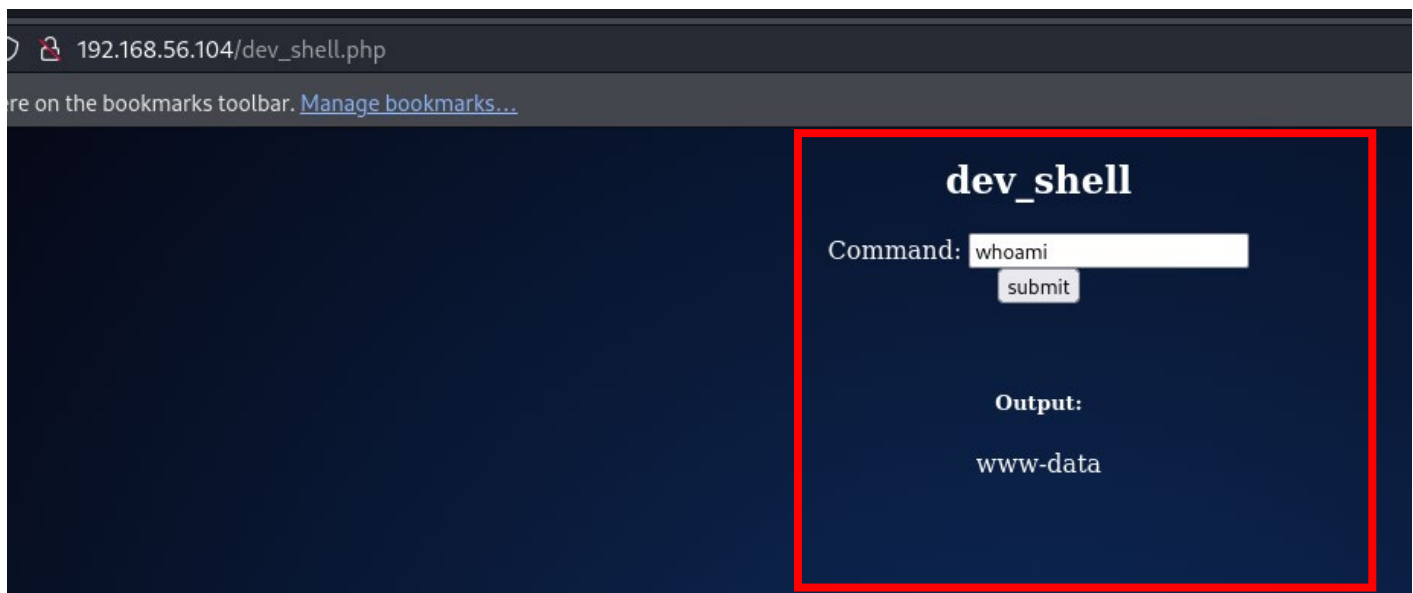 192.168.56.104/dev_shell.php
re on the bookmarks toolbar. Manage bookmarks...
dev_shell
Command: whoami
submit
Output:
www-data